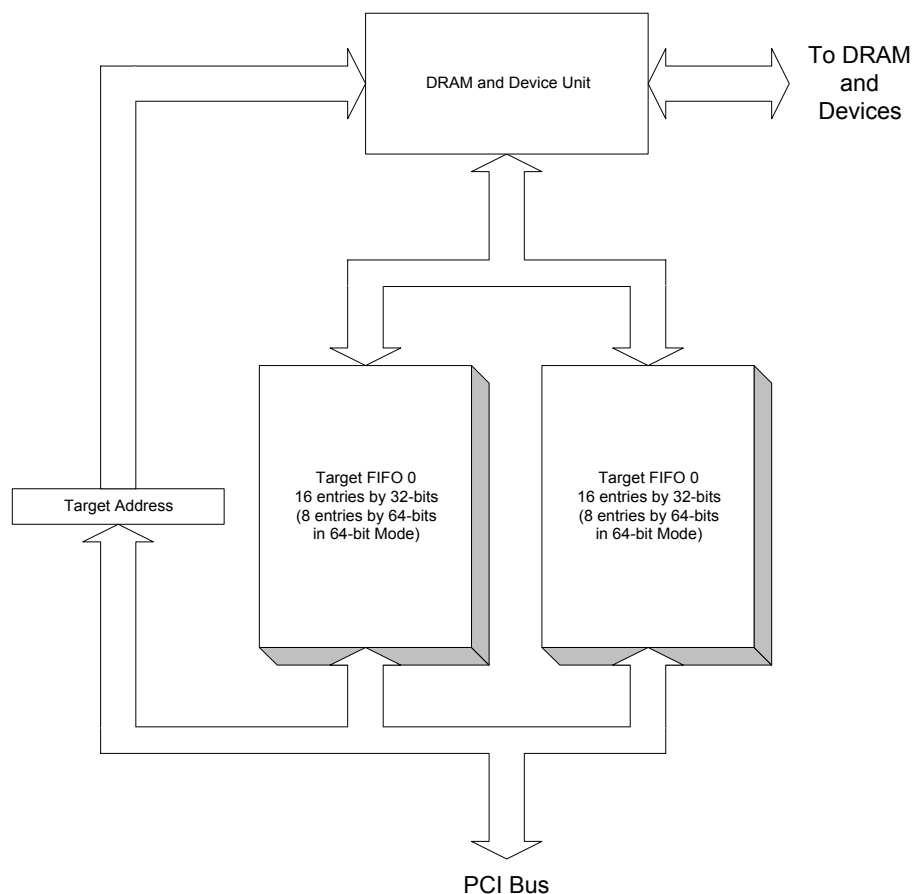 DRAM and Device Unit
To DRAM
and
Devices
Target FIFO 0
16 entries by 32-bits
(8 entries by 64-bits
in 64-bit Mode)
Target FIFO 0
16 entries by 32-bits
(8 entries by 64-bits
in 64-bit Mode)
Target Address
PCI Bus